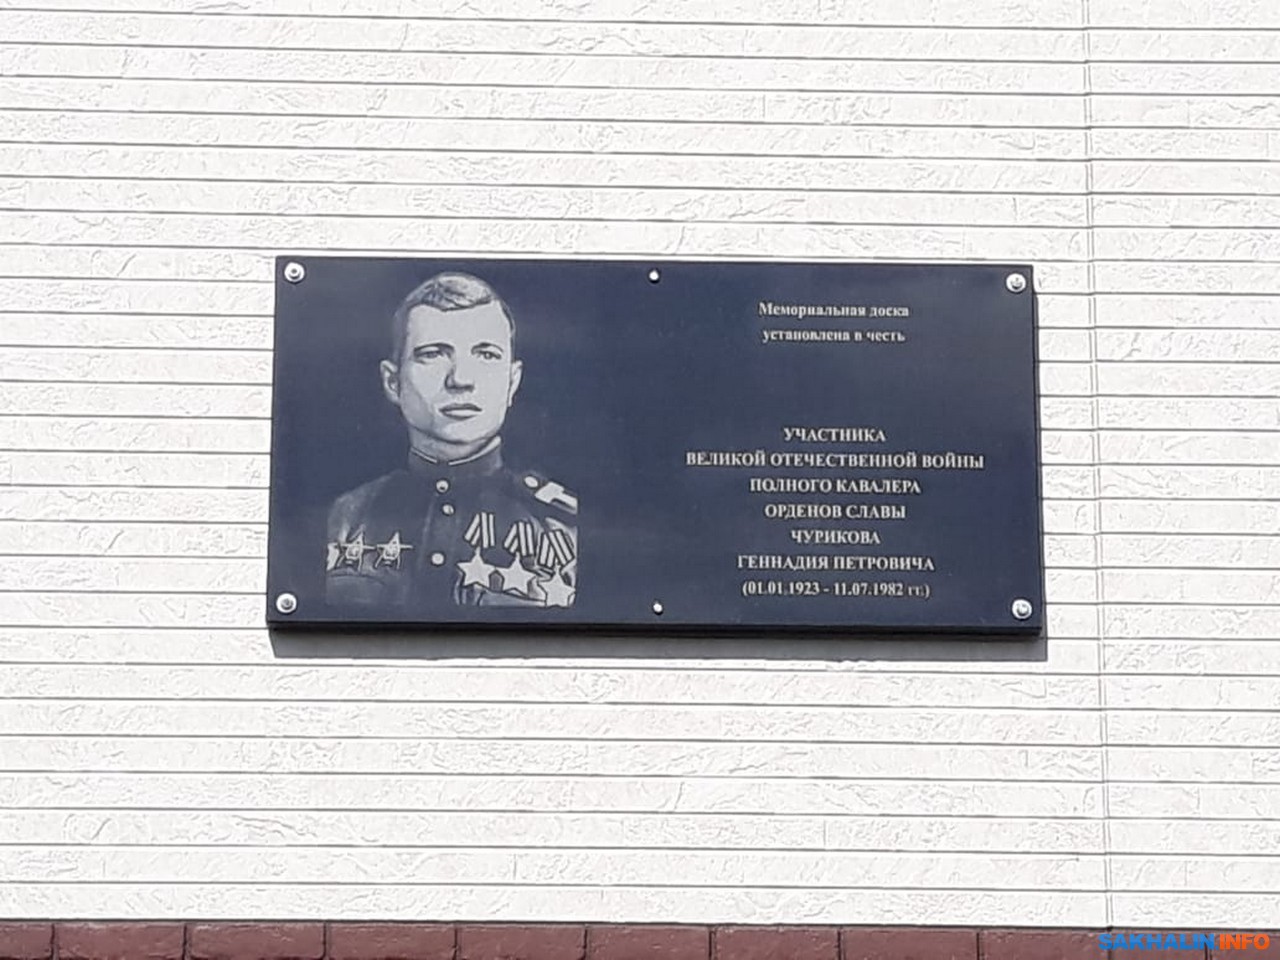 Мемориальная доска
установлена в честь
УЧАСТНИКА
ВЕЛИКОЙ ОТЕЧЕСТВЕННОЙ ВОЙНЫ
ПОЛНОГО КАВАЛЕРА
ОРДЕНОВ СЛАВЫ
ЧУРИКОВА
ГЕННАДИЯ ПЕТРОВИЧА
(01.01.1923 - 11.07.1982 гг.)
SAKHALIN.INFO